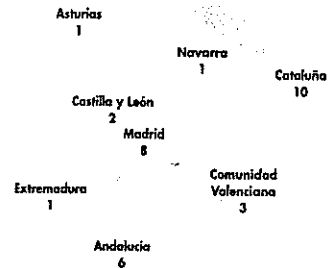 Asturias
1
Navarra
1
Cataluña
10
Castilla y León
2
Madrid
8
Comunidad
Valenciana
3
Extremadura
1
Andalucía
6